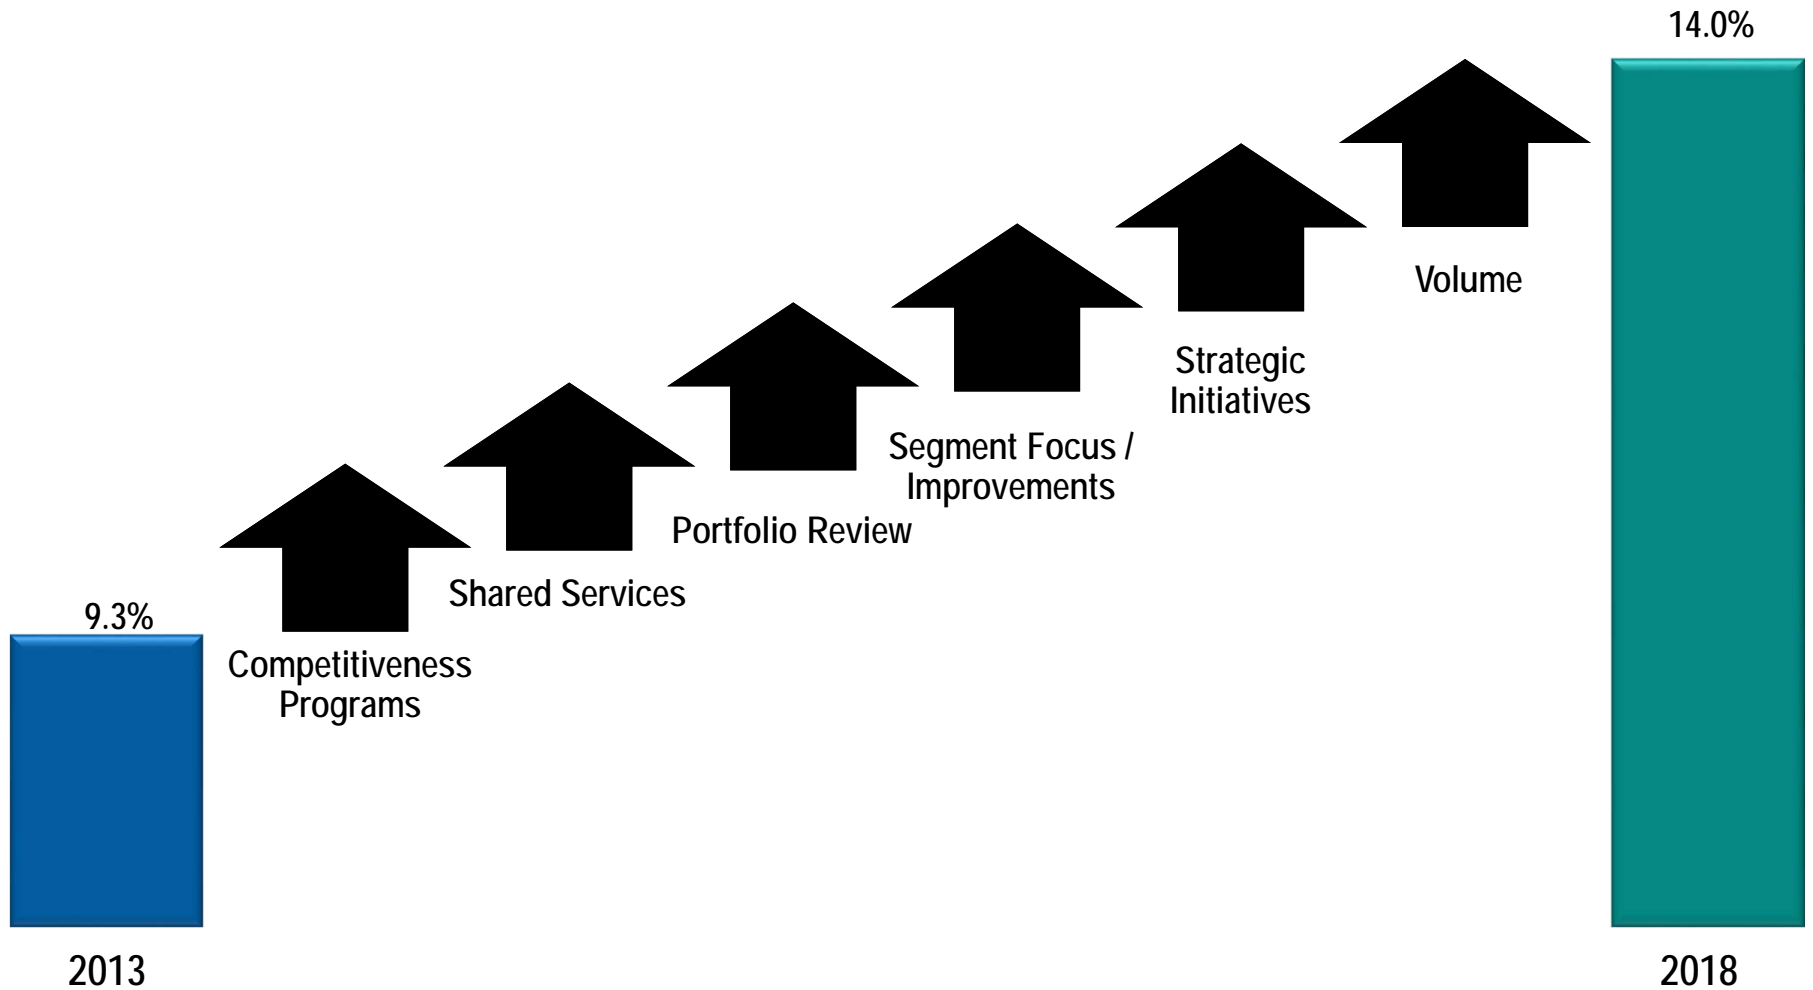 14.0%
Volume
Strategic
Initiatives
Segment Focus /
Improvements
Portfolio Review
Shared Services
9.3%
Competitiveness
Programs
2013
2018